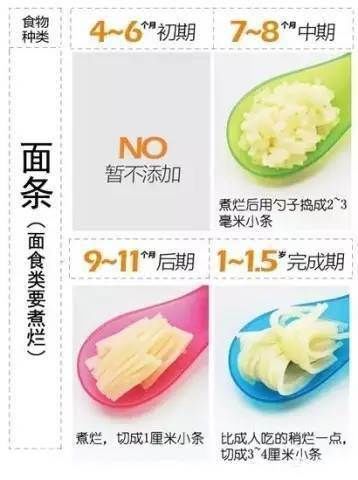 食物
种类
4~6个月初期
7~8个月中期
面条（面食类要煮烂）
NO
暂不添加
煮烂后用勺子捣成2~3
毫米小条
9~11个月后期
1~1.5岁完成期
煮烂，切成1厘米小条
比成人吃的稍烂一点，
切成3~4厘米小条